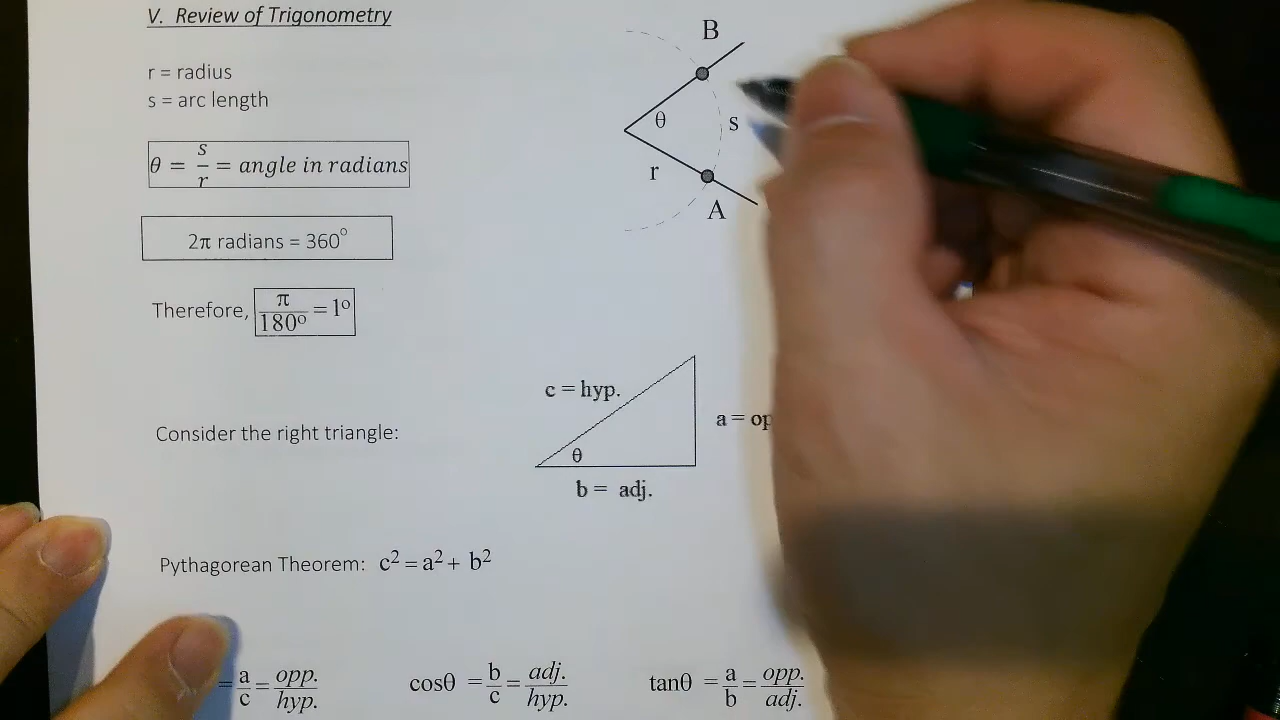 V. Review of Trigonometry
r = radius
s = arc length
θ = s/r = angle in radians
2π radians = 360°
Therefore, π/180° = 1°
B
θ
s
r
A
Consider the right triangle:
c = hyp.
a = op
θ
b = adj.
Pythagorean Theorem: c² = a² + b²
= a/c = opp./hyp.
cosθ = b/c = adj./hyp.
tanθ = a/b = opp./adj.